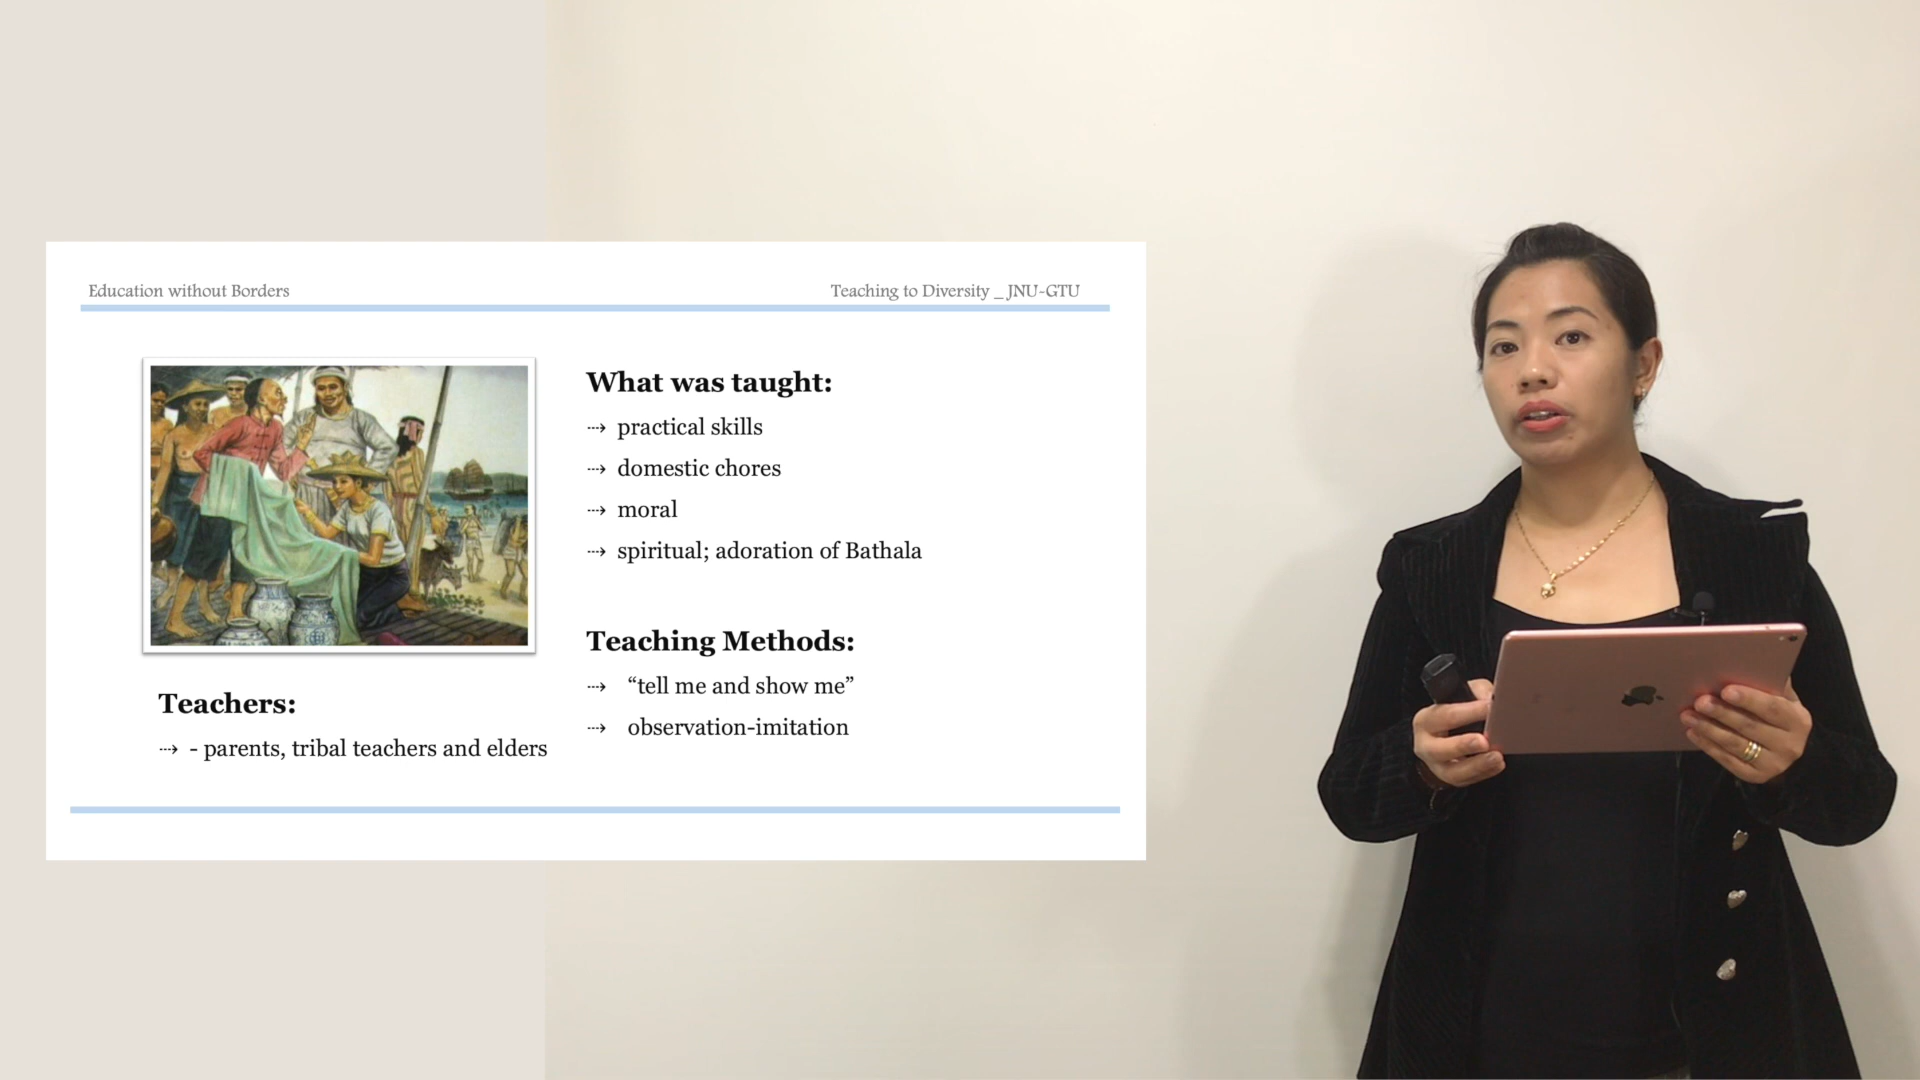 Education without Borders
Teaching to Diversity _ JNU-GTU
What was taught:
⇢ practical skills
⇢ domestic chores
⇢ moral
⇢ spiritual; adoration of Bathala
Teaching Methods:
⇢ “tell me and show me”
⇢ observation-imitation
Teachers:
⇢ - parents, tribal teachers and elders